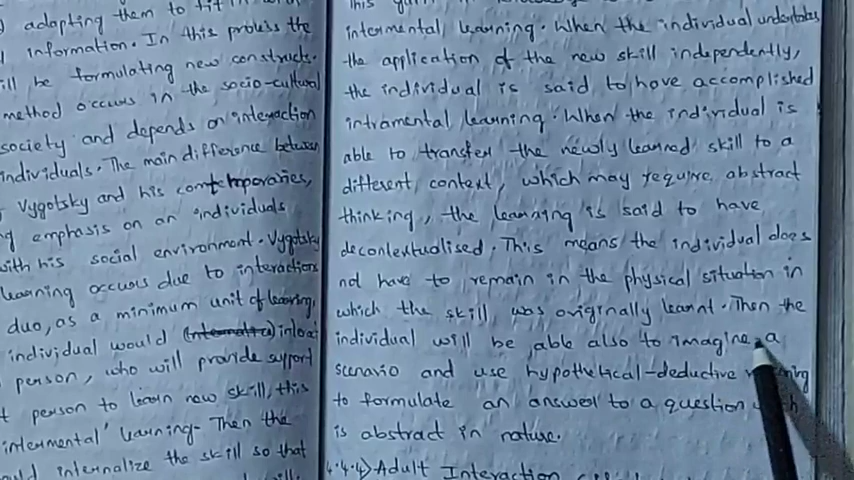 adapting them to fit in with
information. In this process the
ill be formulating new constructs.
method occurs in the socio-cultural
society and depends on interaction
individuals. The main difference between
Vygotsky and his contemporaries,
emphasis on an individuals
with his social environment. Vygotsky
learning occurs due to interactions
duo, as a minimum unit of learning,
individual would
person, who will provide support
t person to learn new skill, this
intermental' learning. Then the
ould internalize the skill so that
This
intermental learning. When the individual undertakes
the application of the new skill independently,
the individual is said to have accomplished
intramental learning. When the individual is
able to transfer the newly learned skill to a
different context, which may require abstract
thinking, the learning is said to have
decontextualised. This means the individual does
not have to remain in the physical situation in
which the skill was originally learnt. Then the
individual will be able also to imagine a
scenario and use hypothetical-deductive
to formulate an answer to a question
is abstract in nature.
4.4.4) Adult Interaction